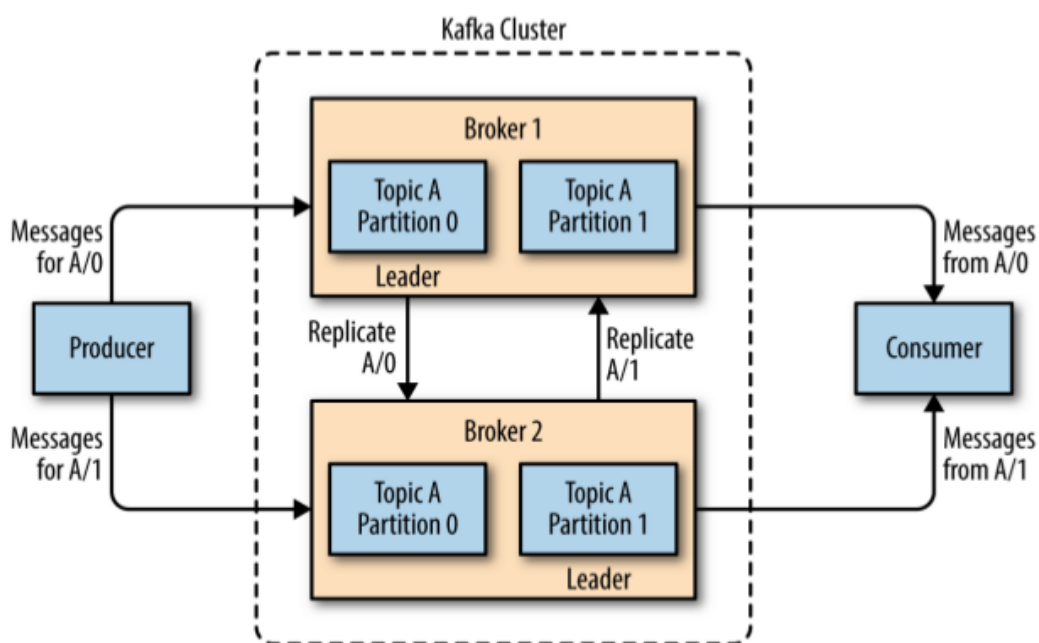 Kafka Cluster
Broker 1
Topic A
Partition 0
Topic A
Partition 1
Leader
Messages
for A/0
Messages
from A/0
Producer
Replicate
A/0
Replicate
A/1
Consumer
Messages
for A/1
Messages
from A/1
Broker 2
Topic A
Partition 0
Topic A
Partition 1
Leader